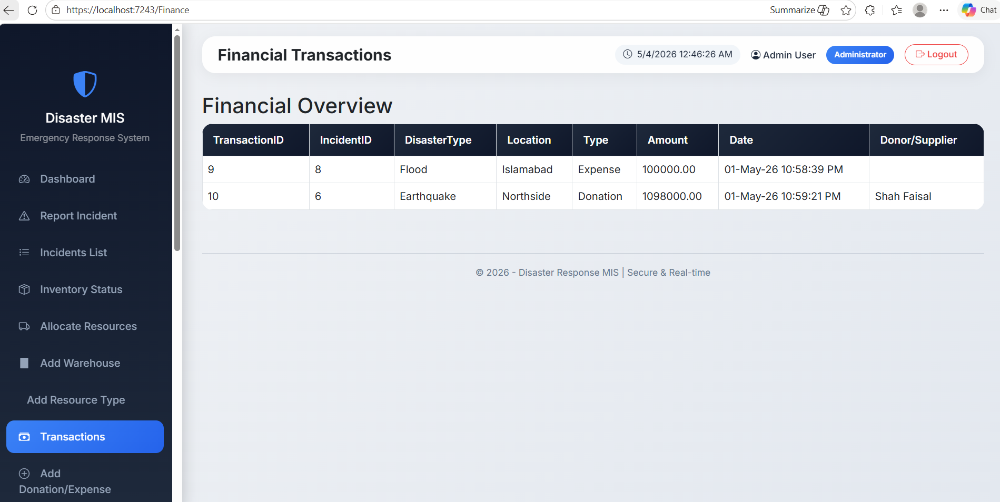 https://localhost:7243/Finance
Summarize
Chat
Disaster MIS
Emergency Response System
Dashboard
Report Incident
Incidents List
Inventory Status
Allocate Resources
Add Warehouse
Add Resource Type
Transactions
Add
Donation/Expense
Financial Transactions
5/4/2026 12:46:26 AM
Admin User
Administrator
Logout
Financial Overview
TransactionID IncidentID DisasterType Location Type Amount Date Donor/Supplier
9 8 Flood Islamabad Expense 100000.00 01-May-26 10:58:39 PM
10 6 Earthquake Northside Donation 1098000.00 01-May-26 10:59:21 PM Shah Faisal
© 2026 - Disaster Response MIS | Secure & Real-time